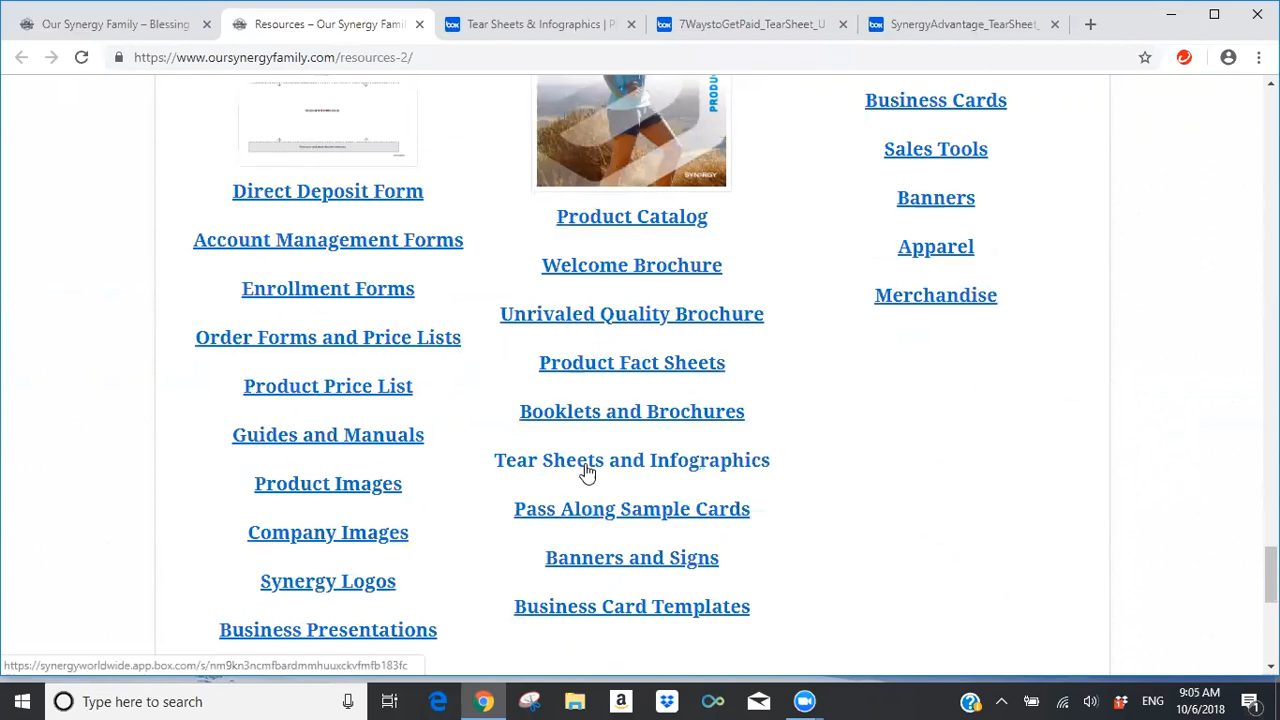 Our Synergy Family – Blessing
Resources – Our Synergy Famil
Tear Sheets & Infographics | P
7WaystoGetPaid_TearSheet_U
SynergyAdvantage_TearSheet_
https://www.oursynergyfamily.com/resources-2/
Direct Deposit Form
Account Management Forms
Enrollment Forms
Order Forms and Price Lists
Product Price List
Guides and Manuals
Product Images
Company Images
Synergy Logos
Business Presentations
PRODU
SYNERGY
Product Catalog
Welcome Brochure
Unrivaled Quality Brochure
Product Fact Sheets
Booklets and Brochures
Tear Sheets and Infographics
Pass Along Sample Cards
Banners and Signs
Business Card Templates
Business Cards
Sales Tools
Banners
Apparel
Merchandise
https://synergyworldwide.app.box.com/s/nm9kn3ncmfbardmmhuuxckvfmfb183fc
Type here to search
ENG
9:05 AM
10/6/2018